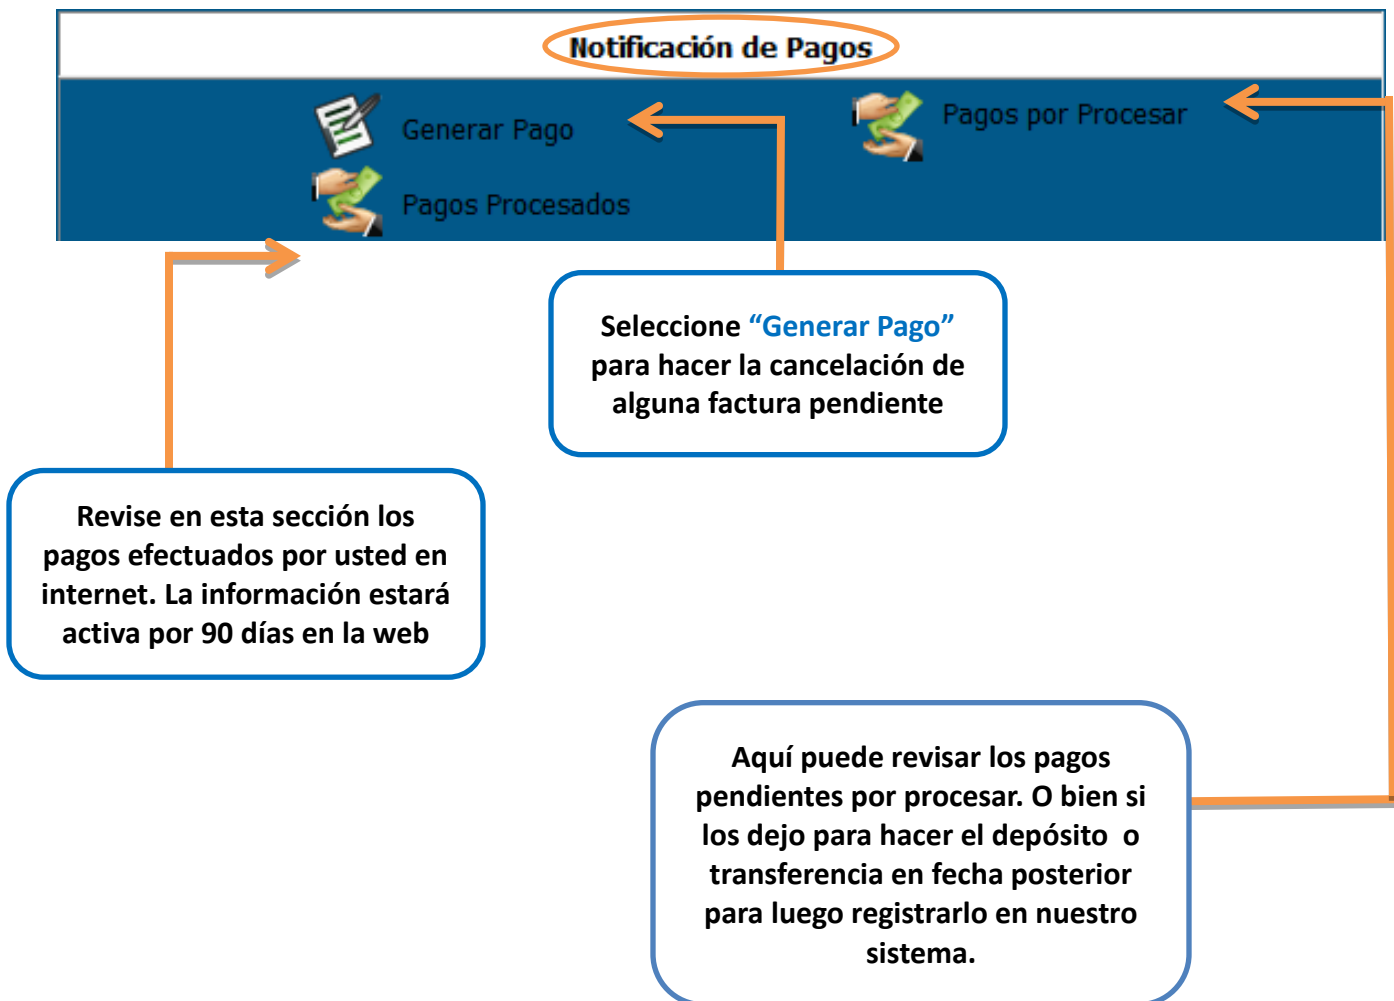 Notificación de Pagos
Generar Pago
Pagos por Procesar
Pagos Procesados
Seleccione “Generar Pago”
para hacer la cancelación de
alguna factura pendiente
Revise en esta sección los
pagos efectuados por usted en
internet. La información estará
activa por 90 días en la web
Aquí puede revisar los pagos
pendientes por procesar. O bien si
los dejo para hacer el depósito  o
transferencia en fecha posterior
para luego registrarlo en nuestro
sistema.